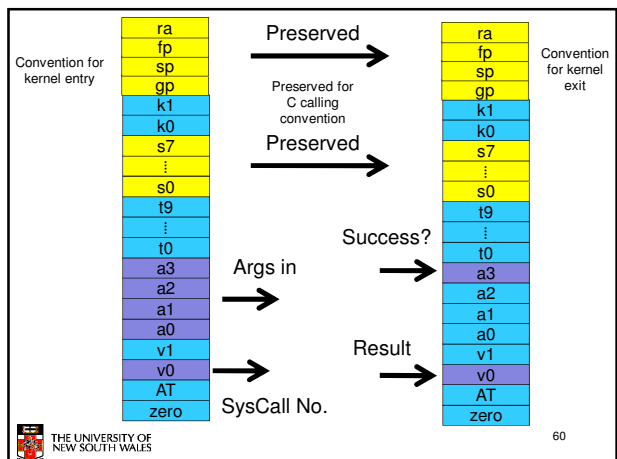 Convention for
kernel entry
ra
fp
sp
gp
k1
k0
s7
⋮
s0
t9
⋮
t0
a3
a2
a1
a0
v1
v0
AT
zero
Preserved
Preserved for
C calling
convention
Preserved
Success?
Args in
Result
SysCall No.
ra
fp
sp
gp
k1
k0
s7
⋮
s0
t9
⋮
t0
a3
a2
a1
a0
v1
v0
AT
zero
Convention
for kernel
exit
THE UNIVERSITY OF
NEW SOUTH WALES
60